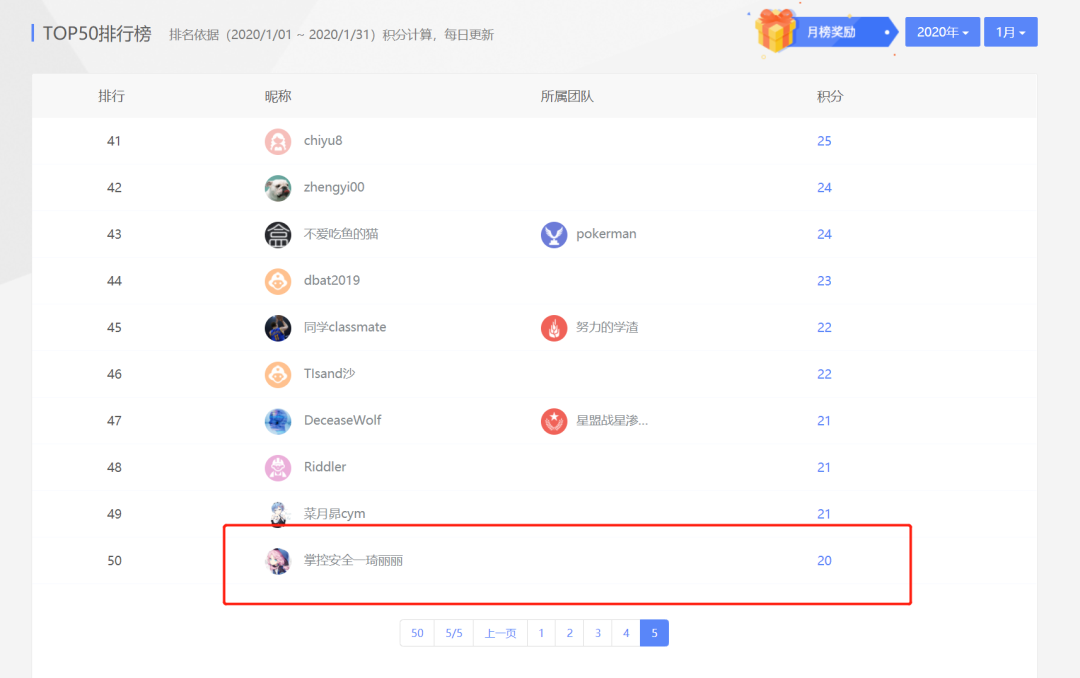 TOP50排行榜 排名依据（2020/1/01 ~ 2020/1/31）积分计算，每日更新 月榜奖励 2020年 1月
排行 昵称 所属团队 积分
41 chiyu8 25
42 zhengyi00 24
43 不爱吃鱼的猫 pokerman 24
44 dbat2019 23
45 同学classmate 努力的学渣 22
46 TIsand沙 22
47 DeceaseWolf 星盟战星渗... 21
48 Riddler 21
49 菜月昴cym 21
50 掌控安全—琦丽丽 20
50 5/5 上一页 1 2 3 4 5